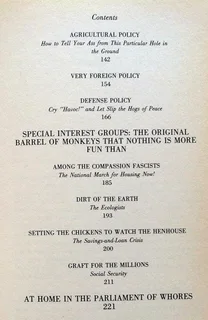 Contents
AGRICULTURAL POLICY
How to Tell Your Ass from This Particular Hole in
the Ground
142
VERY FOREIGN POLICY
154
DEFENSE POLICY
Cry "Havoc!" and Let Slip the Hogs of Peace
166
SPECIAL INTEREST GROUPS: THE ORIGINAL
BARREL OF MONKEYS THAT NOTHING IS MORE
FUN THAN
AMONG THE COMPASSION FASCISTS
The National March for Housing Now!
185
DIRT OF THE EARTH
The Ecologists
193
SETTING THE CHICKENS TO WATCH THE HENHOUSE
The Savings-and-Loan Crisis
200
GRAFT FOR THE MILLIONS
Social Security
211
AT HOME IN THE PARLIAMENT OF WHORES
221